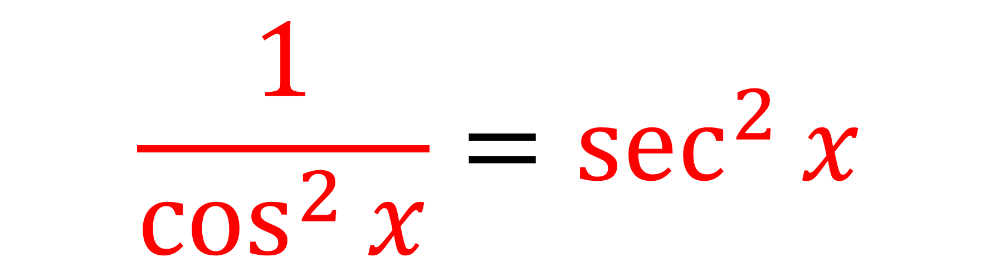 1/cos² x = sec² x